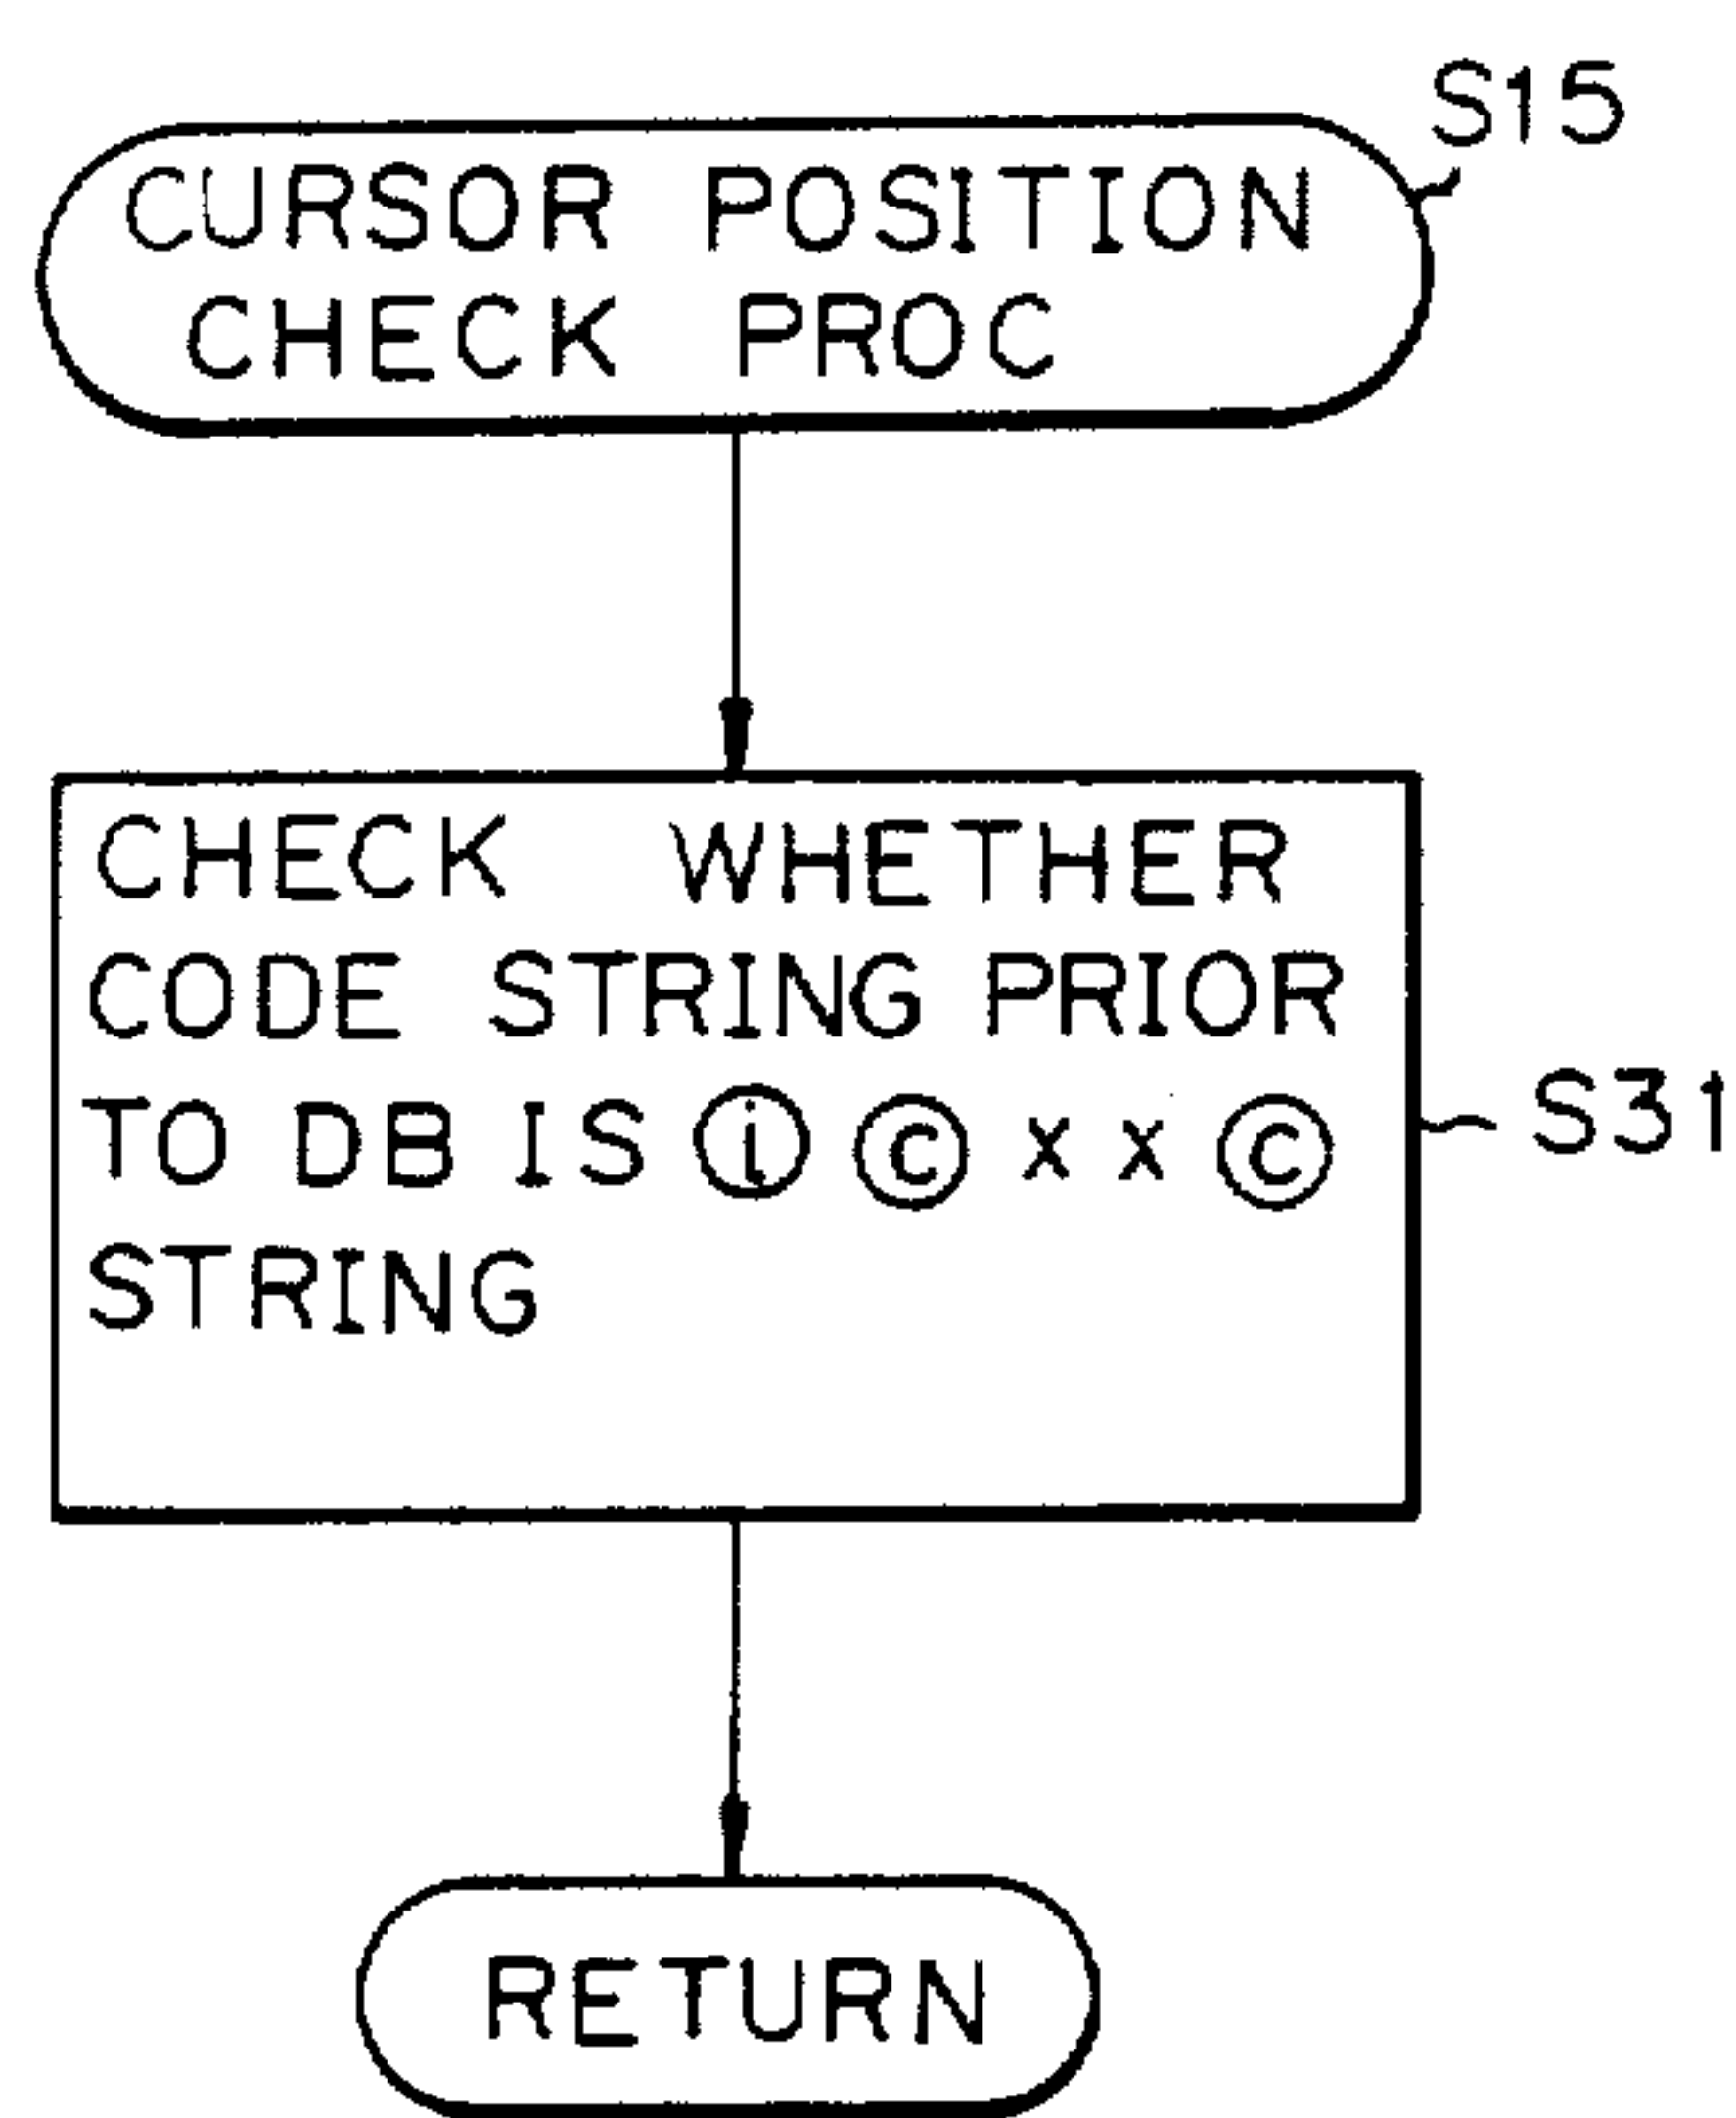 S15
CURSOR POSITION
CHECK PROC
CHECK WHETHER
CODE STRING PRIOR
TO DB IS ⓘ ⓒ x x ⓒ
STRING
S31
RETURN